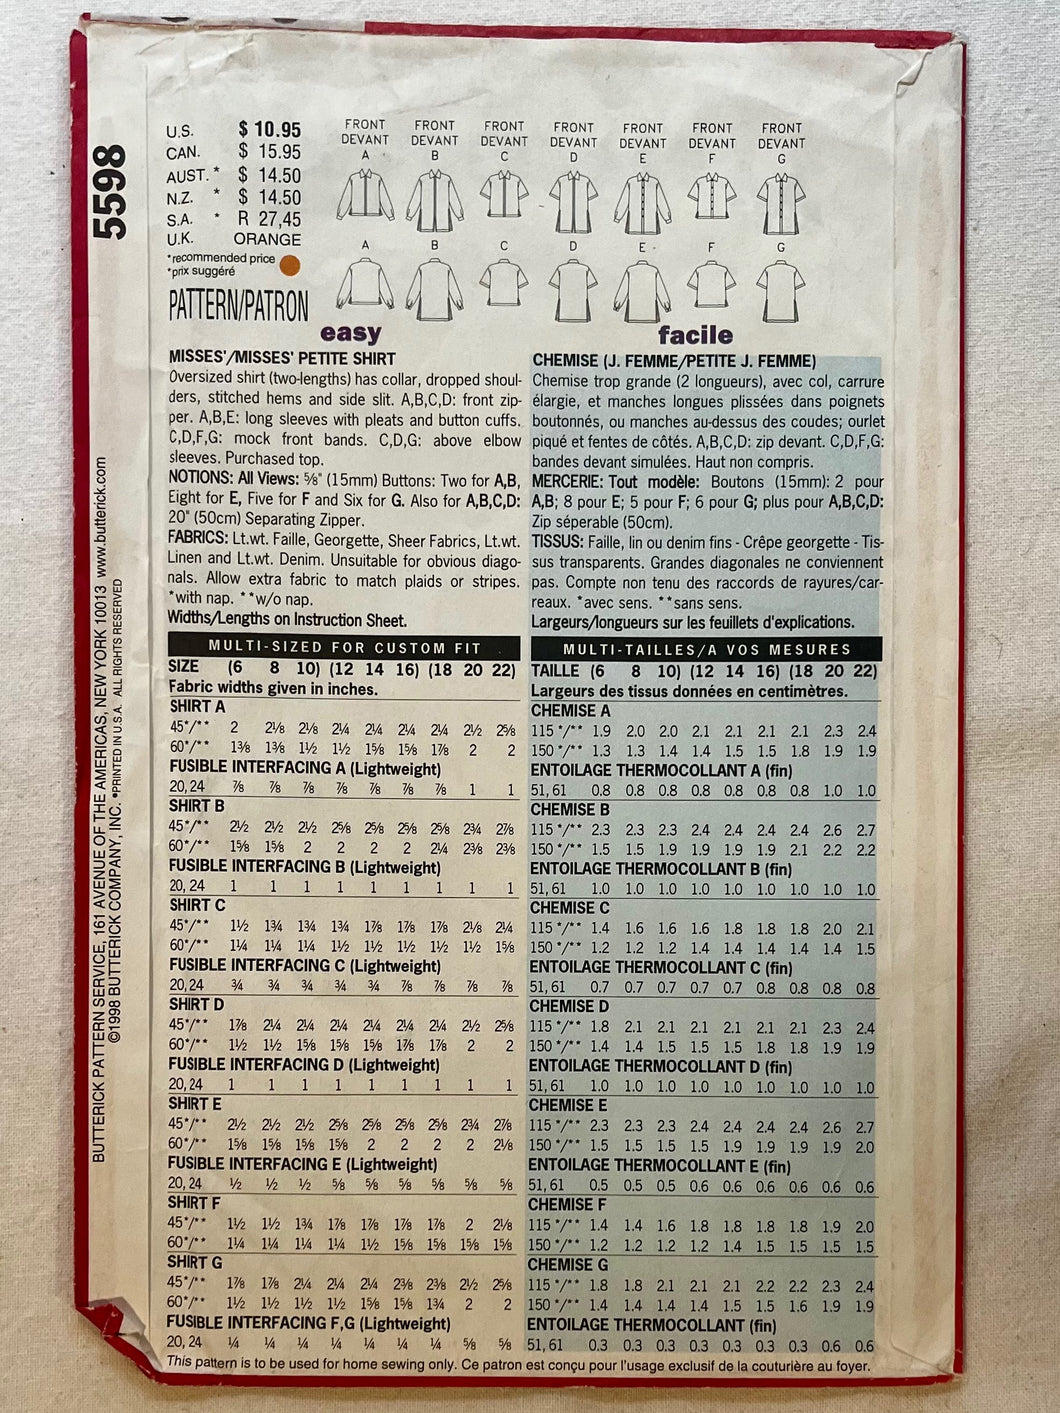 5598
BUTTERICK PATTERN SERVICE, 161 AVENUE OF THE AMERICAS, NEW YORK 10013 www.butterick.com
©1998 BUTTERICK COMPANY, INC. •PRINTED IN U.S.A. ALL RIGHTS RESERVED
U.S. $ 10.95
CAN. $ 15.95
AUST.* $ 14.50
N.Z. * $ 14.50
S.A. * R 27,45
U.K. ORANGE
*recommended price
*prix suggéré
PATTERN/PATRON
FRONT FRONT FRONT FRONT FRONT FRONT FRONT
DEVANT DEVANT DEVANT DEVANT DEVANT DEVANT DEVANT
A B C D E F G
A B C D E F G
easy
MISSES'/MISSES' PETITE SHIRT
Oversized shirt (two-lengths) has collar, dropped shoul-
ders, stitched hems and side slit. A,B,C,D: front zip-
per. A,B,E: long sleeves with pleats and button cuffs.
C,D,F,G: mock front bands. C,D,G: above elbow
sleeves. Purchased top.
NOTIONS: All Views: ⅝" (15mm) Buttons: Two for A,B,
Eight for E, Five for F and Six for G. Also for A,B,C,D:
20" (50cm) Separating Zipper.
FABRICS: Lt.wt. Faille, Georgette, Sheer Fabrics, Lt.wt.
Linen and Lt.wt. Denim. Unsuitable for obvious diago-
nals. Allow extra fabric to match plaids or stripes.
*with nap. **w/o nap.
Widths/Lengths on Instruction Sheet.
MULTI-SIZED FOR CUSTOM FIT
SIZE (6 8 10) (12 14 16) (18 20 22)
Fabric widths given in inches.
SHIRT A
45*/** 2 2⅛ 2⅛ 2¼ 2¼ 2¼ 2¼ 2½ 2⅝
60*/** 1⅜ 1⅜ 1½ 1½ 1⅝ 1⅝ 1⅞ 2 2
FUSIBLE INTERFACING A (Lightweight)
20, 24 ⅞ ⅞ ⅞ ⅞ ⅞ ⅞ ⅞ 1 1
SHIRT B
45*/** 2½ 2½ 2½ 2⅝ 2⅝ 2⅝ 2⅝ 2¾ 2⅞
60*/** 1⅝ 1⅝ 2 2 2 2 2¼ 2⅜ 2⅜
FUSIBLE INTERFACING B (Lightweight)
20, 24 1 1 1 1 1 1 1 1 1
SHIRT C
45*/** 1½ 1¾ 1¾ 1¾ 1⅞ 1⅞ 1⅞ 2⅛ 2¼
60*/** 1¼ 1¼ 1¼ 1½ 1½ 1½ 1½ 1½ 1⅝
FUSIBLE INTERFACING C (Lightweight)
20, 24 ¾ ¾ ¾ ¾ ¾ ⅞ ⅞ ⅞ ⅞
SHIRT D
45*/** 1⅞ 2¼ 2¼ 2¼ 2¼ 2¼ 2¼ 2½ 2⅝
60*/** 1½ 1½ 1⅝ 1⅝ 1⅝ 1⅞ 1⅞ 2 2
FUSIBLE INTERFACING D (Lightweight)
20, 24 1 1 1 1 1 1 1 1 1
SHIRT E
45*/** 2½ 2½ 2½ 2⅝ 2⅝ 2⅝ 2⅝ 2¾ 2⅞
60*/** 1⅝ 1⅝ 1⅝ 1⅝ 2 2 2 2 2⅛
FUSIBLE INTERFACING E (Lightweight)
20, 24 ½ ½ ½ ⅝ ⅝ ⅝ ⅝ ⅝ ⅝
SHIRT F
45*/** 1½ 1½ 1¾ 1⅞ 1⅞ 1⅞ 1⅞ 2 2⅛
60*/** 1¼ 1¼ 1¼ 1¼ 1½ 1⅝ 1⅝ 1⅝ 1⅝
SHIRT G
45*/** 1⅞ 1⅞ 2¼ 2¼ 2¼ 2⅜ 2⅜ 2½ 2⅝
60*/** 1½ 1½ 1½ 1½ 1⅝ 1⅝ 1¾ 2 2
FUSIBLE INTERFACING F,G (Lightweight)
20, 24 ¼ ¼ ¼ ¼ ¼ ¼ ¼ ⅝ ⅝
facile
CHEMISE (J. FEMME/PETITE J. FEMME)
Chemise trop grande (2 longueurs), avec col, carrure
élargie, et manches longues plissées dans poignets
boutonnés, ou manches au-dessus des coudes; ourlet
piqué et fentes de côtés. A,B,C,D: zip devant. C,D,F,G:
bandes devant simulées. Haut non compris.
MERCERIE: Tout modèle: Boutons (15mm): 2 pour
A,B; 8 pour E; 5 pour F; 6 pour G; plus pour A,B,C,D:
Zip séperable (50cm).
TISSUS: Faille, lin ou denim fins - Crêpe georgette - Tis-
sus transparents. Grandes diagonales ne conviennent
pas. Compte non tenu des raccords de rayures/car-
reaux. *avec sens. **sans sens.
Largeurs/longueurs sur les feuillets d'explications.
MULTI-TAILLES/A VOS MESURES
TAILLE (6 8 10) (12 14 16) (18 20 22)
Largeurs des tissus données en centimètres.
CHEMISE A
115*/** 1.9 2.0 2.0 2.1 2.1 2.1 2.1 2.3 2.4
150*/** 1.3 1.3 1.4 1.4 1.5 1.5 1.8 1.9 1.9
ENTOILAGE THERMOCOLLANT A (fin)
51, 61 0.8 0.8 0.8 0.8 0.8 0.8 0.8 1.0 1.0
CHEMISE B
115*/** 2.3 2.3 2.3 2.4 2.4 2.4 2.4 2.6 2.7
150*/** 1.5 1.5 1.9 1.9 1.9 1.9 2.1 2.2 2.2
ENTOILAGE THERMOCOLLANT B (fin)
51, 61 1.0 1.0 1.0 1.0 1.0 1.0 1.0 1.0 1.0
CHEMISE C
115*/** 1.4 1.6 1.6 1.6 1.8 1.8 1.8 2.0 2.1
150*/** 1.2 1.2 1.2 1.4 1.4 1.4 1.4 1.4 1.5
ENTOILAGE THERMOCOLLANT C (fin)
51, 61 0.7 0.7 0.7 0.7 0.7 0.8 0.8 0.8 0.8
CHEMISE D
115*/** 1.8 2.1 2.1 2.1 2.1 2.1 2.1 2.3 2.4
150*/** 1.4 1.4 1.5 1.5 1.5 1.8 1.8 1.9 1.9
ENTOILAGE THERMOCOLLANT D (fin)
51, 61 1.0 1.0 1.0 1.0 1.0 1.0 1.0 1.0 1.0
CHEMISE E
115*/** 2.3 2.3 2.3 2.4 2.4 2.4 2.4 2.6 2.7
150*/** 1.5 1.5 1.5 1.5 1.9 1.9 1.9 1.9 2.0
ENTOILAGE THERMOCOLLANT E (fin)
51, 61 0.5 0.5 0.5 0.6 0.6 0.6 0.6 0.6 0.6
CHEMISE F
115*/** 1.4 1.4 1.6 1.8 1.8 1.8 1.8 1.9 2.0
150*/** 1.2 1.2 1.2 1.2 1.4 1.5 1.5 1.5 1.5
CHEMISE G
115*/** 1.8 1.8 2.1 2.1 2.1 2.2 2.2 2.3 2.4
150*/** 1.4 1.4 1.4 1.4 1.5 1.5 1.6 1.9 1.9
ENTOILAGE THERMOCOLLANT (fin)
51, 61 0.3 0.3 0.3 0.3 0.3 0.3 0.3 0.6 0.6
This pattern is to be used for home sewing only. Ce patron est conçu pour l'usage exclusif de la couturière au foyer.